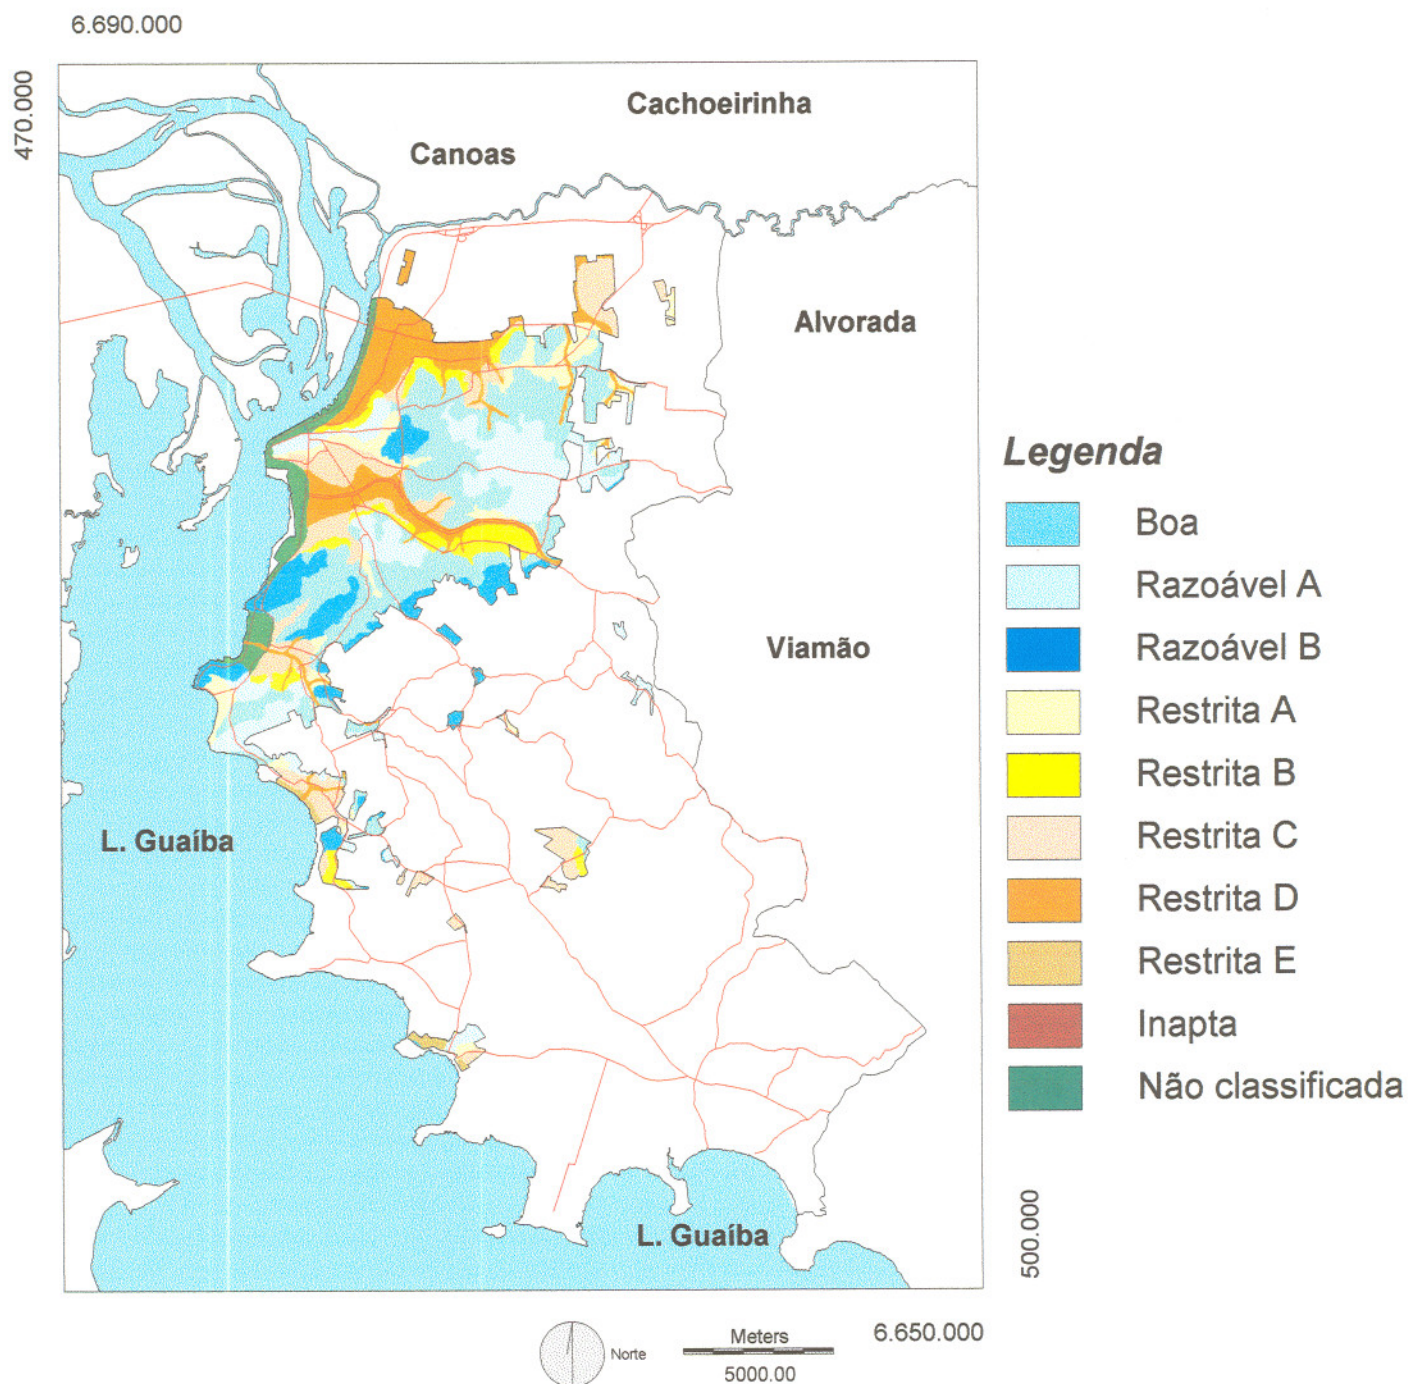 6.690.000
470.000
Cachoeirinha
Canoas
Alvorada
Legenda
Boa
Razoável A
Razoável B
Viamão
Restrita A
Restrita B
Restrita C
L. Guaíba
Restrita D
Restrita E
Inapta
Não classificada
500.000
L. Guaíba
Norte
Meters
5000.00
6.650.000